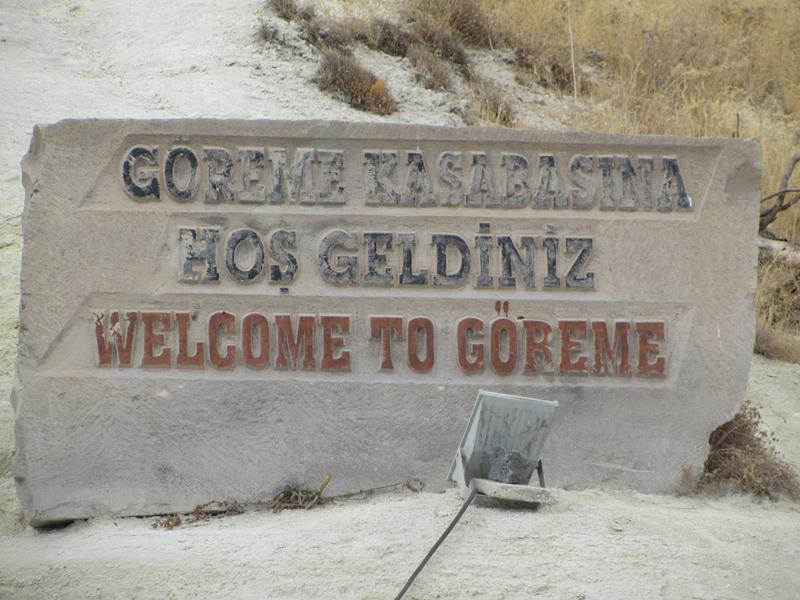 GÖREME KASABASINA
HOŞ GELDİNİZ
WELCOME TO GÖREME